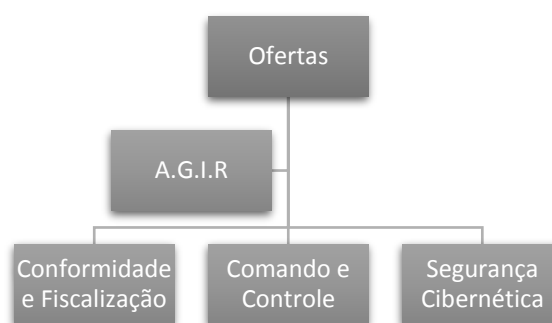 Ofertas
A.G.I.R
Conformidade
e Fiscalização
Comando e
Controle
Segurança
Cibernética